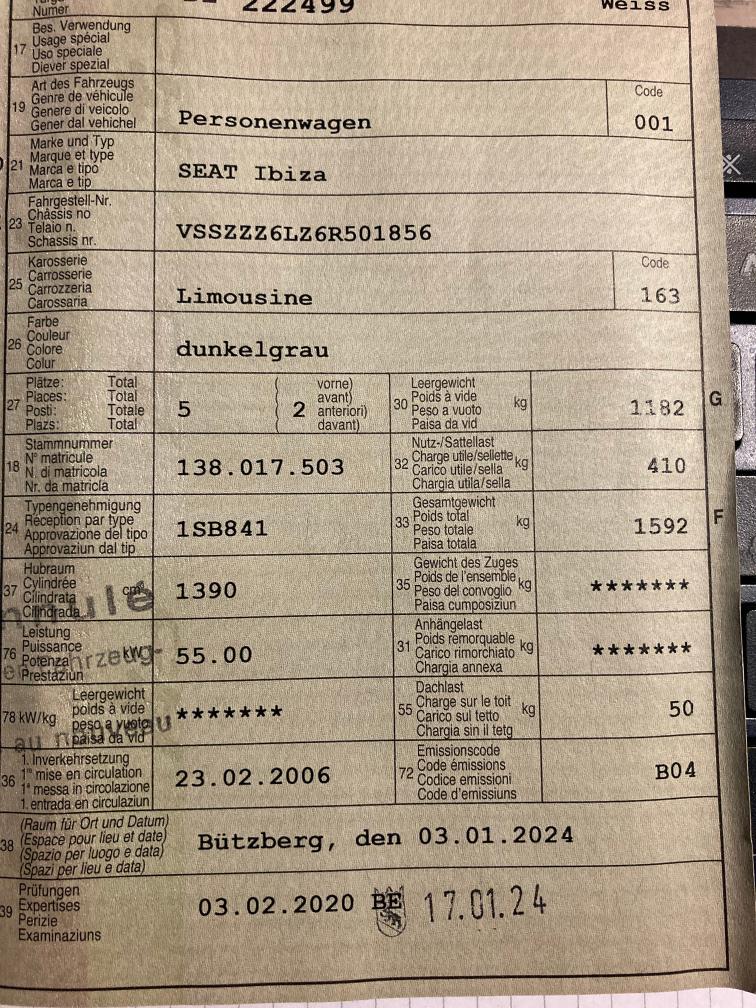 Numer
222499
Weiss
17
Bes. Verwendung
Usage spécial
Uso speciale
Diever spezial
19
Art des Fahrzeugs
Genre de véhicule
Genere di veicolo
Gener dal vehichel
Personenwagen
Code
001
21
Marke und Typ
Marque et type
Marca e tipo
Marca e tip
SEAT Ibiza
23
Fahrgestell-Nr.
Châssis no
Telaio n.
Schassis nr.
VSSZZZ6LZ6R501856
25
Karosserie
Carrosserie
Carrozzeria
Carossaria
Limousine
Code
163
26
Farbe
Couleur
Colore
Colur
dunkelgrau
27
Plätze: Total
Places: Total
Posti: Totale
Plazs: Total
5
2
vorne)
avant)
anteriori)
davant)
30
Leergewicht
Poids à vide
Peso a vuoto
Paisa da vid
kg
1182
G
18
Stammnummer
N° matricule
N. di matricola
Nr. da matricla
138.017.503
32
Nutz-/Sattellast
Charge utile/sellette
Carico utile/sella
Chargia utila/sella
kg
410
24
Typengenehmigung
Réception par type
Approvazione del tipo
Approvaziun dal tip
1SB841
33
Gesamtgewicht
Poids total
Peso totale
Paisa totala
kg
1592
F
37
Hubraum
Cylindrée
Cilindrata
Cilindrada
cm³
1390
35
Gewicht des Zuges
Poids de l'ensemble
Peso del convoglio
Paisa cumposiziun
kg
*******
76
Leistung
Puissance
Potenza
Prestaziun
kW
55.00
31
Anhängelast
Poids remorquable
Carico rimorchiato
Chargia annexa
kg
*******
78 kW/kg
Leergewicht
poids à vide
peso a vuoto
paisa da vid
*******
au nouveau
55
Dachlast
Charge sur le toit
Carico sul tetto
Chargia sin il tetg
kg
50
36
1. Inverkehrsetzung
1re mise en circulation
1a messa in circolazione
1. entrada en circulaziun
23.02.2006
72
Emissionscode
Code émissions
Codice emissioni
Code d'emissiuns
B04
38
(Raum für Ort und Datum)
(Espace pour lieu et date)
(Spazio per luogo e data)
(Spazi per lieu e data)
Bützberg, den 03.01.2024
39
Prüfungen
Expertises
Perizie
Examinaziuns
03.02.2020 BE 17.01.24